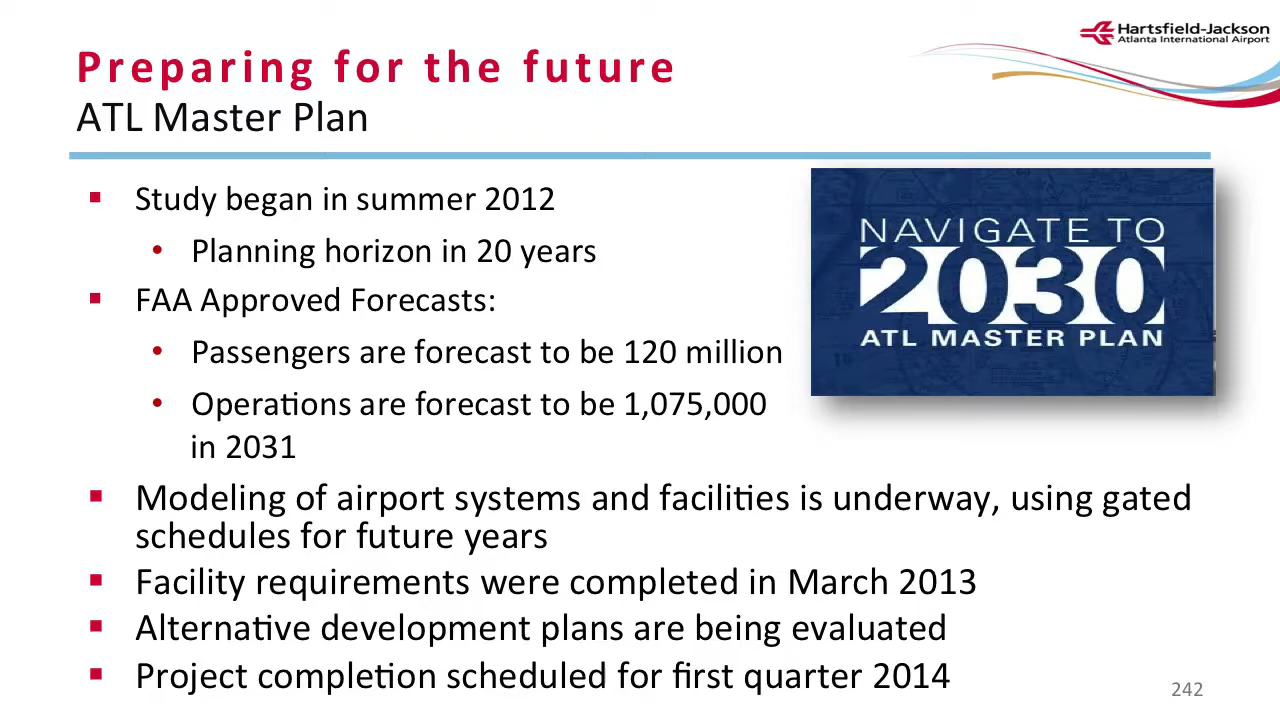 Hartsfield-Jackson
Atlanta International Airport
Preparing for the future
ATL Master Plan
▪ Study began in summer 2012
• Planning horizon in 20 years
▪ FAA Approved Forecasts:
• Passengers are forecast to be 120 million
• Operations are forecast to be 1,075,000
in 2031
NAVIGATE TO
2030
ATL MASTER PLAN
▪ Modeling of airport systems and facilities is underway, using gated
schedules for future years
▪ Facility requirements were completed in March 2013
▪ Alternative development plans are being evaluated
▪ Project completion scheduled for first quarter 2014
242